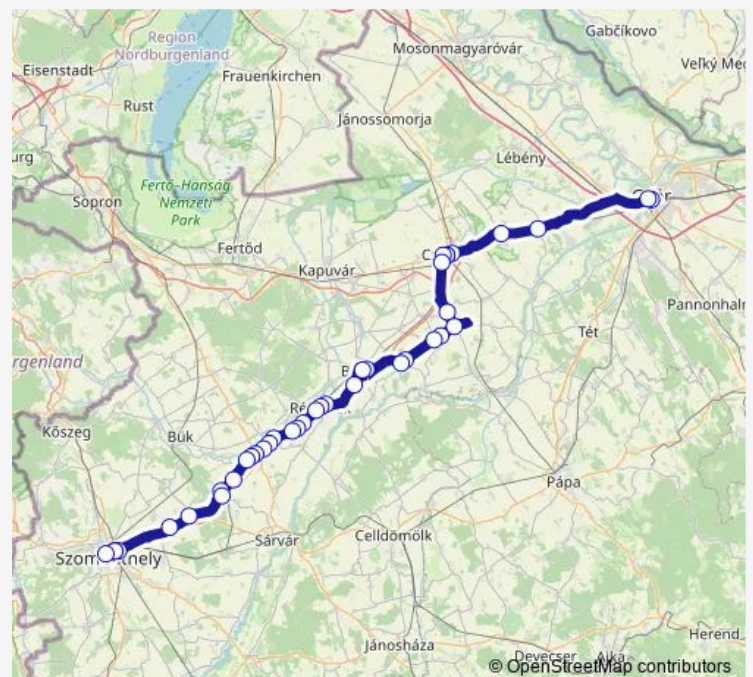 Gabčíkovo
Region
Nordburgenland
Mosonmagyaróvár
Eisenstadt
Frauenkirchen
Veľký Me
Rust
Jánossomorja
urg
Lébény
Fertő-Hanság
Nemzeti
Park
Sopron
Fertőd
Kapuvár
Pannonhaln
Tét
rgenland
Kőszeg
Bük
Pápa
Sárvár
Celldömölk
Jánosháza
Herend
Devecser
Ajka
© OpenStreetMap contributors